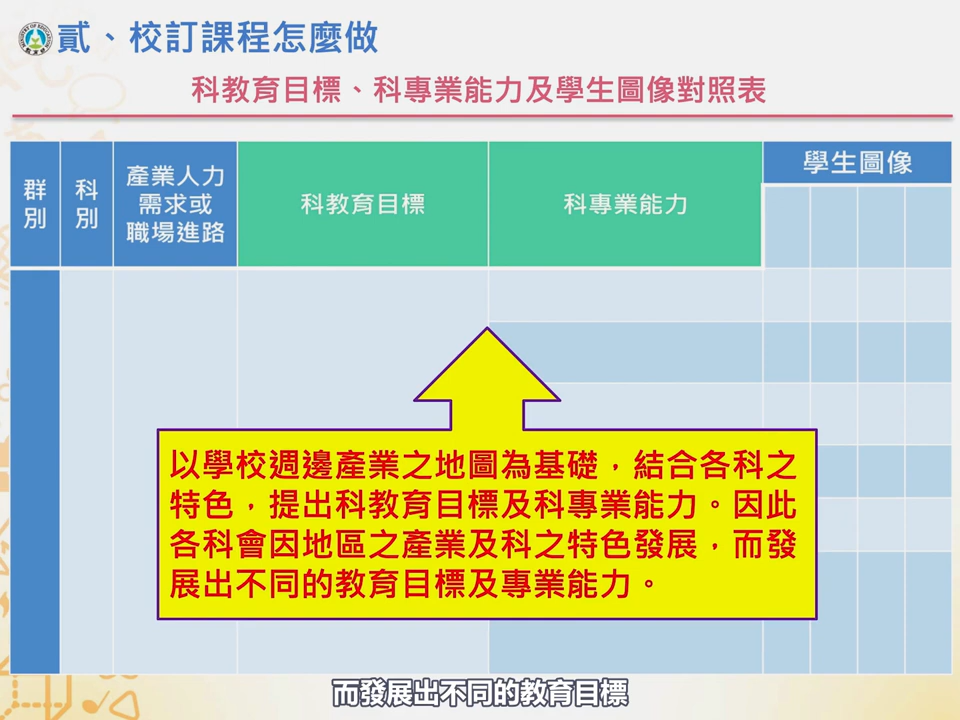 貳、校訂課程怎麼做
科教育目標、科專業能力及學生圖像對照表
群別
科別
產業人力
需求或
職場進路
科教育目標
科專業能力
學生圖像
以學校週邊產業之地圖為基礎，結合各科之
特色，提出科教育目標及科專業能力。因此
各科會因地區之產業及科之特色發展，而發
展出不同的教育目標及專業能力。
而發展出不同的教育目標